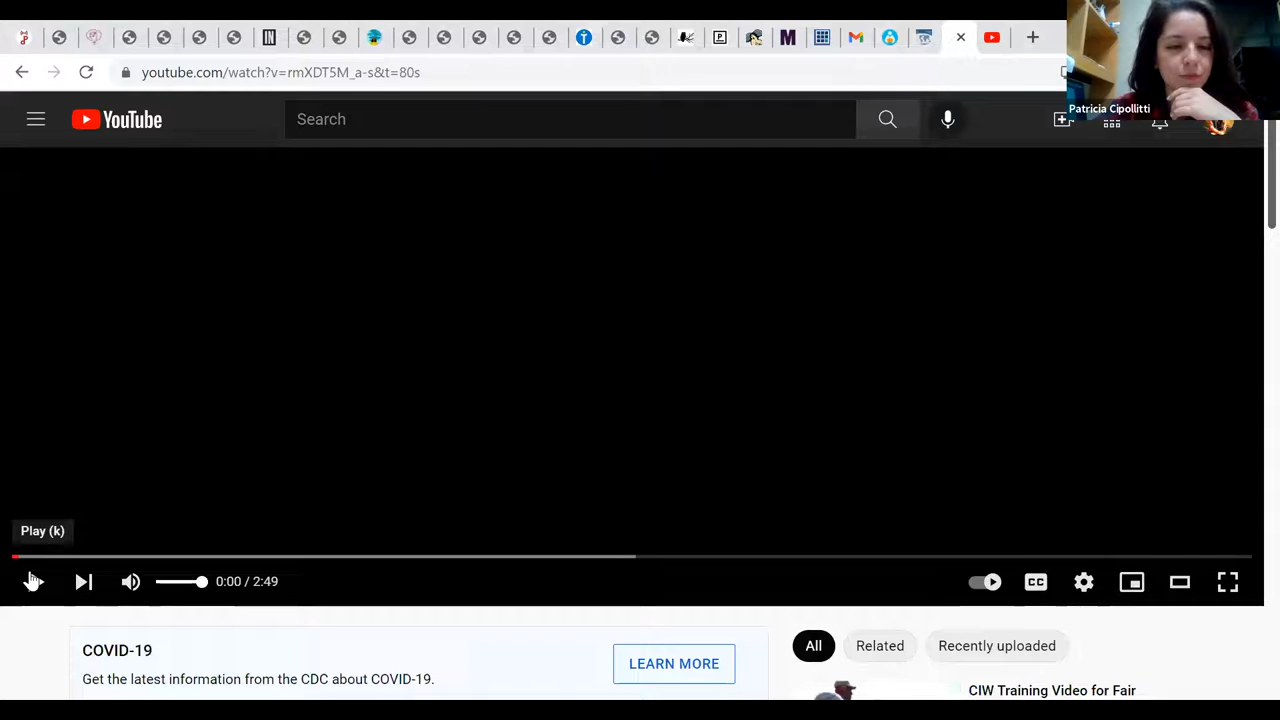 youtube.com/watch?v=rmXDT5M_a-s&t=80s
Patricia Cipollitti
YouTube
Search
Play (k)
0:00 / 2:49
CC
COVID-19
Get the latest information from the CDC about COVID-19.
LEARN MORE
All
Related
Recently uploaded
CIW Training Video for Fair